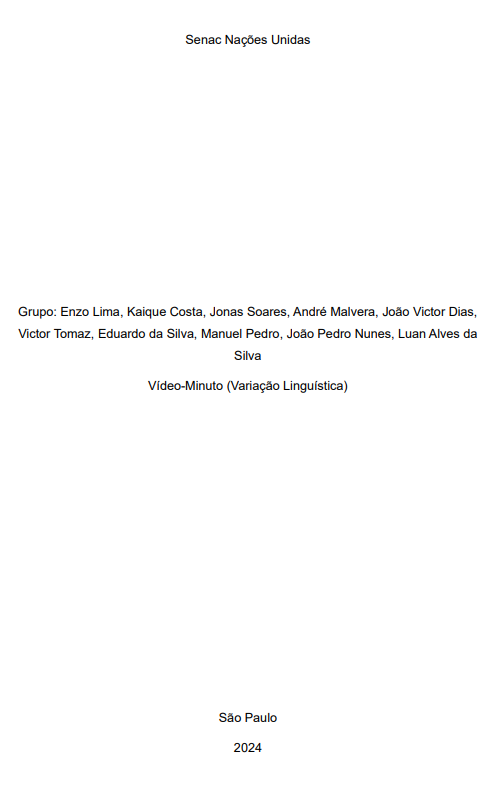 Senac Nações Unidas
Grupo: Enzo Lima, Kaique Costa, Jonas Soares, André Malvera, João Victor Dias,
Victor Tomaz, Eduardo da Silva, Manuel Pedro, João Pedro Nunes, Luan Alves da
Silva
Vídeo-Minuto (Variação Linguística)
São Paulo
2024